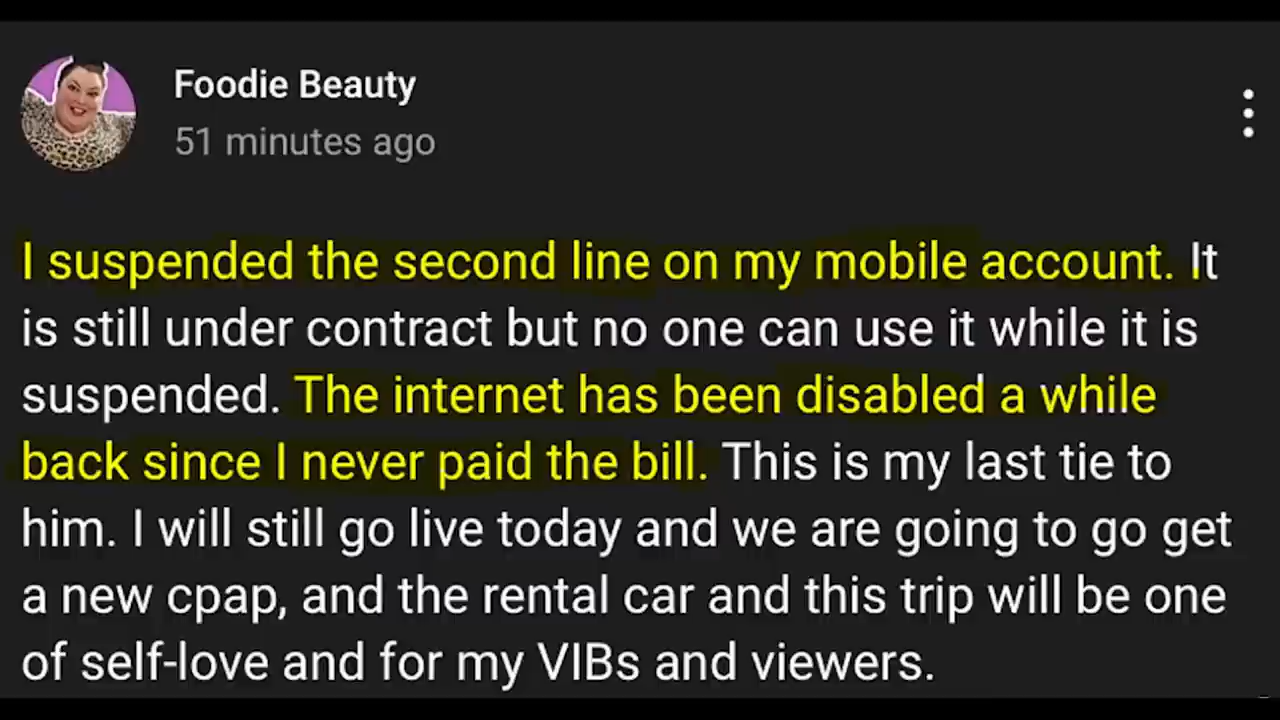 Foodie Beauty
51 minutes ago
I suspended the second line on my mobile account. It
is still under contract but no one can use it while it is
suspended. The internet has been disabled a while
back since I never paid the bill. This is my last tie to
him. I will still go live today and we are going to go get
a new cpap, and the rental car and this trip will be one
of self-love and for my VIBs and viewers.